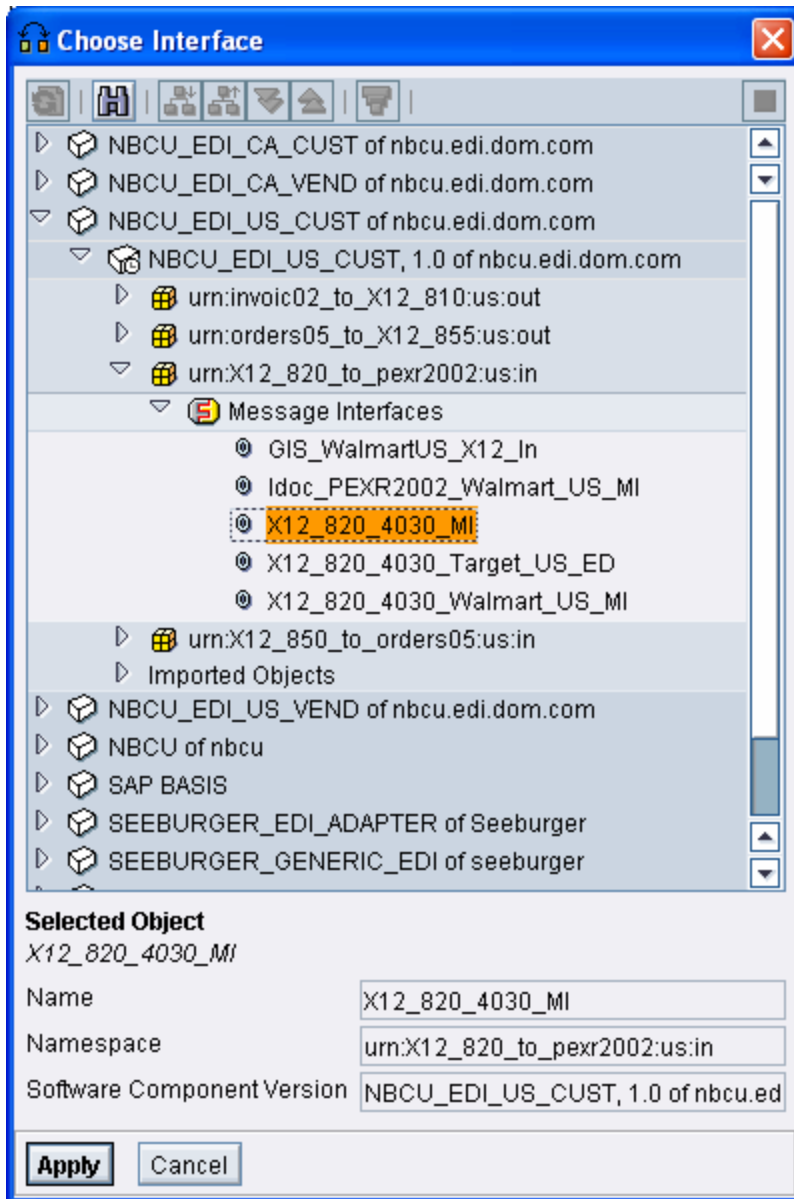 Choose Interface
NBCU_EDI_CA_CUST of nbcu.edi.dom.com
NBCU_EDI_CA_VEND of nbcu.edi.dom.com
NBCU_EDI_US_CUST of nbcu.edi.dom.com
NBCU_EDI_US_CUST, 1.0 of nbcu.edi.dom.com
urn:invoic02_to_X12_810:us:out
urn:orders05_to_X12_855:us:out
urn:X12_820_to_pexr2002:us:in
Message Interfaces
GIS_WalmartUS_X12_In
Idoc_PEXR2002_Walmart_US_MI
X12_820_4030_MI
X12_820_4030_Target_US_ED
X12_820_4030_Walmart_US_MI
urn:X12_850_to_orders05:us:in
Imported Objects
NBCU_EDI_US_VEND of nbcu.edi.dom.com
NBCU of nbcu
SAP BASIS
SEEBURGER_EDI_ADAPTER of Seeburger
SEEBURGER_GENERIC_EDI of seeburger
Selected Object
X12_820_4030_MI
Name X12_820_4030_MI
Namespace urn:X12_820_to_pexr2002:us:in
Software Component Version NBCU_EDI_US_CUST, 1.0 of nbcu.ed
Apply Cancel